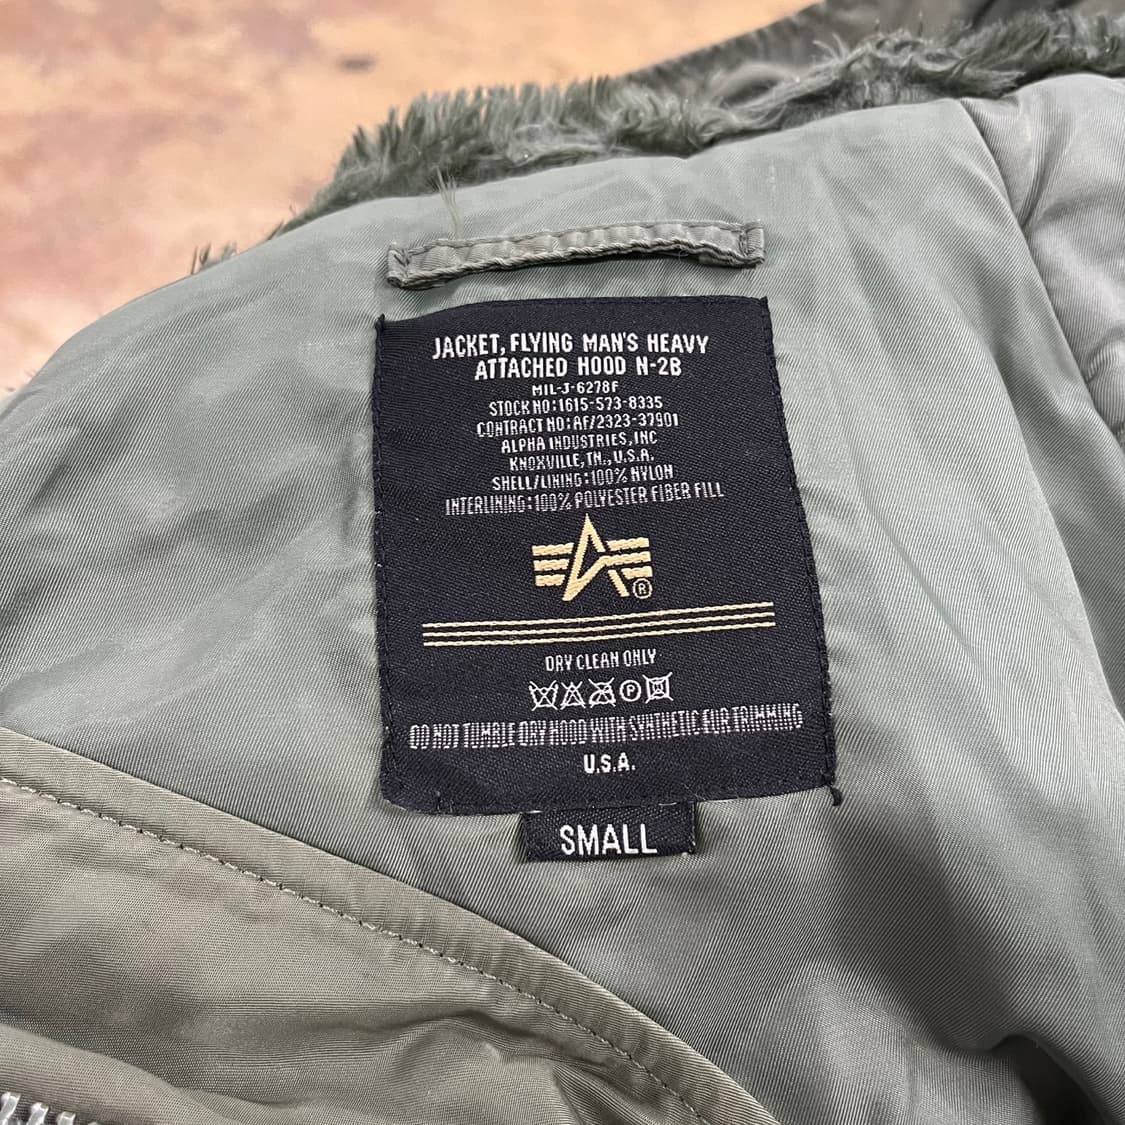 JACKET, FLYING MAN'S HEAVY
ATTACHED HOOD N-2B
MIL-J-6278F
STOCK NO:1615-573-8335
CONTRACT NO:AF/2323-37901
ALPHA INDUSTRIES, INC
KNOXVILLE, TN., U.S.A.
SHELL/LINING:100% NYLON
INTERLINING:100% POLYESTER FIBER FILL
®
DRY CLEAN ONLY
P
DO NOT TUMBLE DRY HOOD WITH SYNTHETIC FUR TRIMMING
U.S.A.
SMALL